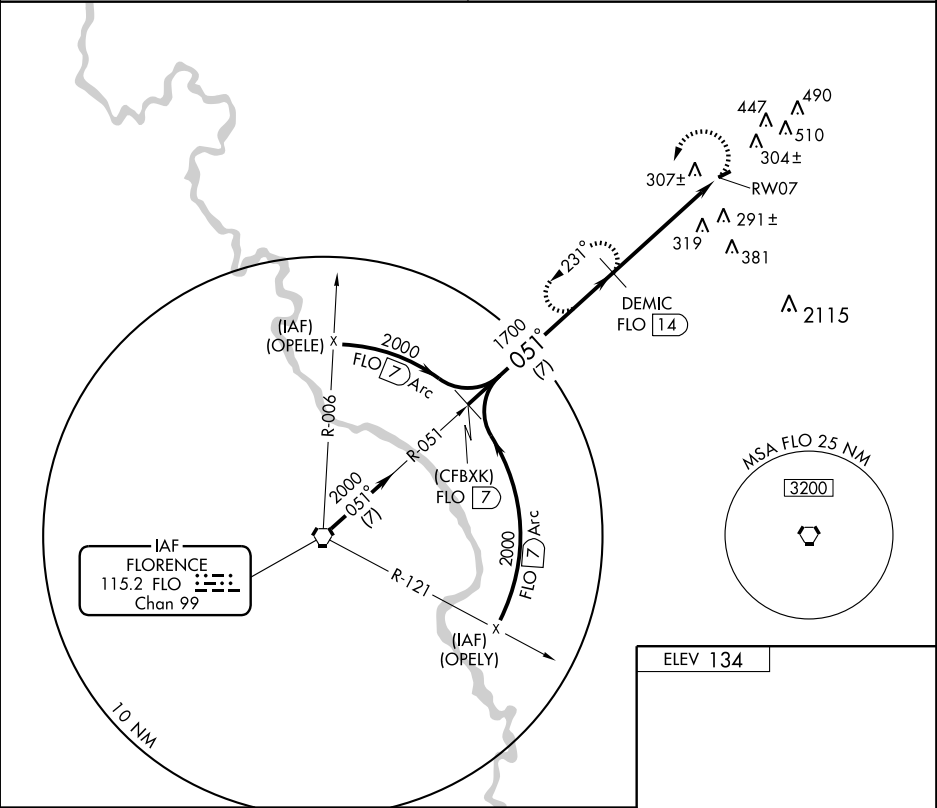 447
490
510
304±
307±
RW07
291±
319
381
231°
DEMIC
FLO 14
2115
1700
051°
(7)
(IAF)
(OPELE)
2000
FLO 7 Arc
R-006
R-051
(CFBXK)
FLO 7
2000
051°
(7)
MSA FLO 25 NM
3200
IAF
FLORENCE
115.2 FLO
Chan 99
R-121
2000
FLO 7 Arc
(IAF)
(OPELY)
10 NM
ELEV 134